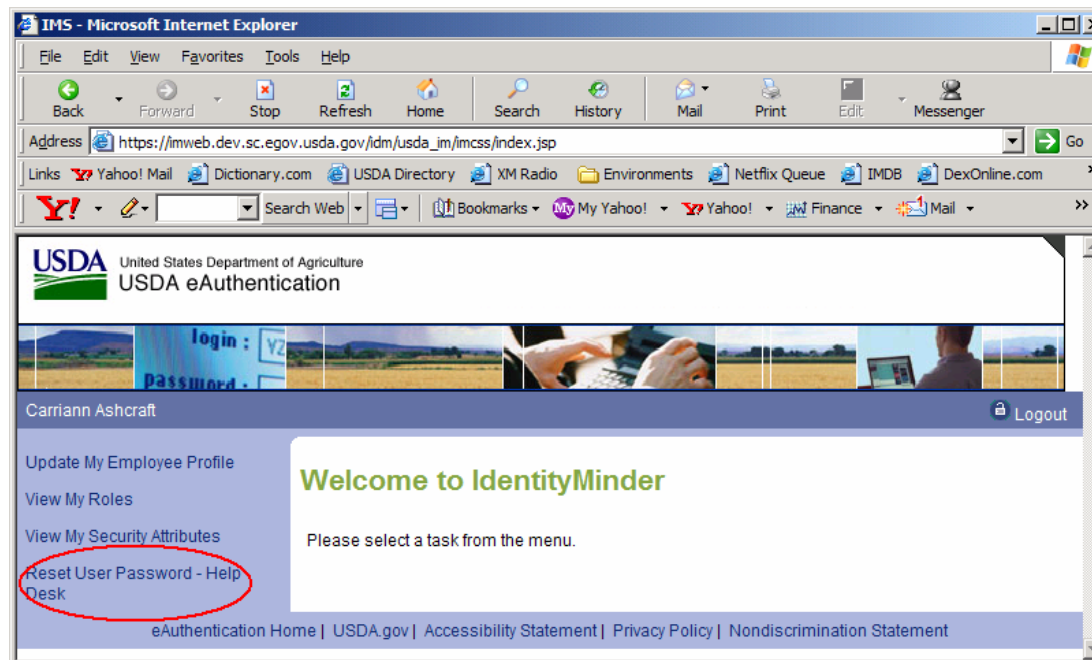 IMS - Microsoft Internet Explorer
File Edit View Favorites Tools Help
Back Forward Stop Refresh Home Search History Mail Print Edit Messenger
Address https://imweb.dev.sc.egov.usda.gov/idm/usda_im/imcss/index.jsp Go
Links Yahoo! Mail Dictionary.com USDA Directory XM Radio Environments Netflix Queue IMDB DexOnline.com
Y! Search Web Bookmarks My My Yahoo! Yahoo! Finance Mail
USDA United States Department of Agriculture
USDA eAuthentication
login : YZ
password :
Carriann Ashcraft Logout
Update My Employee Profile
View My Roles
View My Security Attributes
Reset User Password - Help
Desk
Welcome to IdentityMinder
Please select a task from the menu.
eAuthentication Home | USDA.gov | Accessibility Statement | Privacy Policy | Nondiscrimination Statement